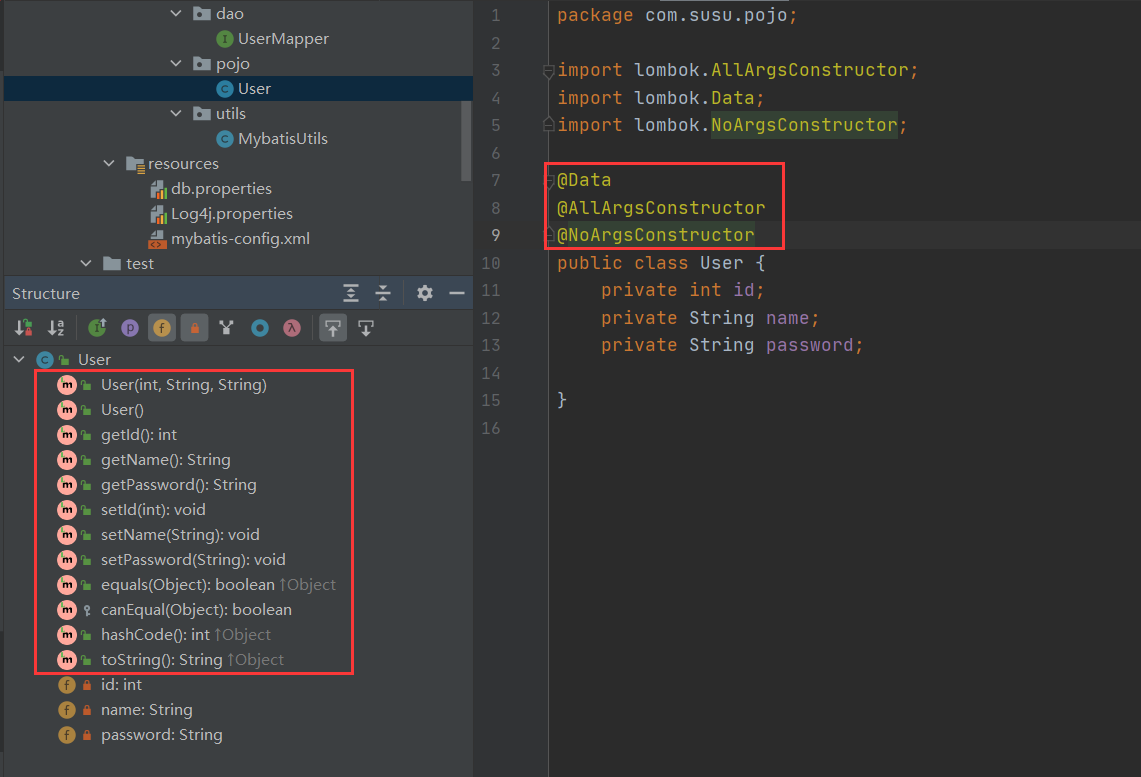 dao
UserMapper
pojo
User
utils
MybatisUtils
resources
db.properties
Log4j.properties
mybatis-config.xml
test
Structure
User
User(int, String, String)
User()
getId(): int
getName(): String
getPassword(): String
setId(int): void
setName(String): void
setPassword(String): void
equals(Object): boolean ↑Object
canEqual(Object): boolean
hashCode(): int ↑Object
toString(): String ↑Object
id: int
name: String
password: String
1 package com.susu.pojo;
2
3 import lombok.AllArgsConstructor;
4 import lombok.Data;
5 import lombok.NoArgsConstructor;
6
7 @Data
8 @AllArgsConstructor
9 @NoArgsConstructor
10 public class User {
11 private int id;
12 private String name;
13 private String password;
14
15 }
16